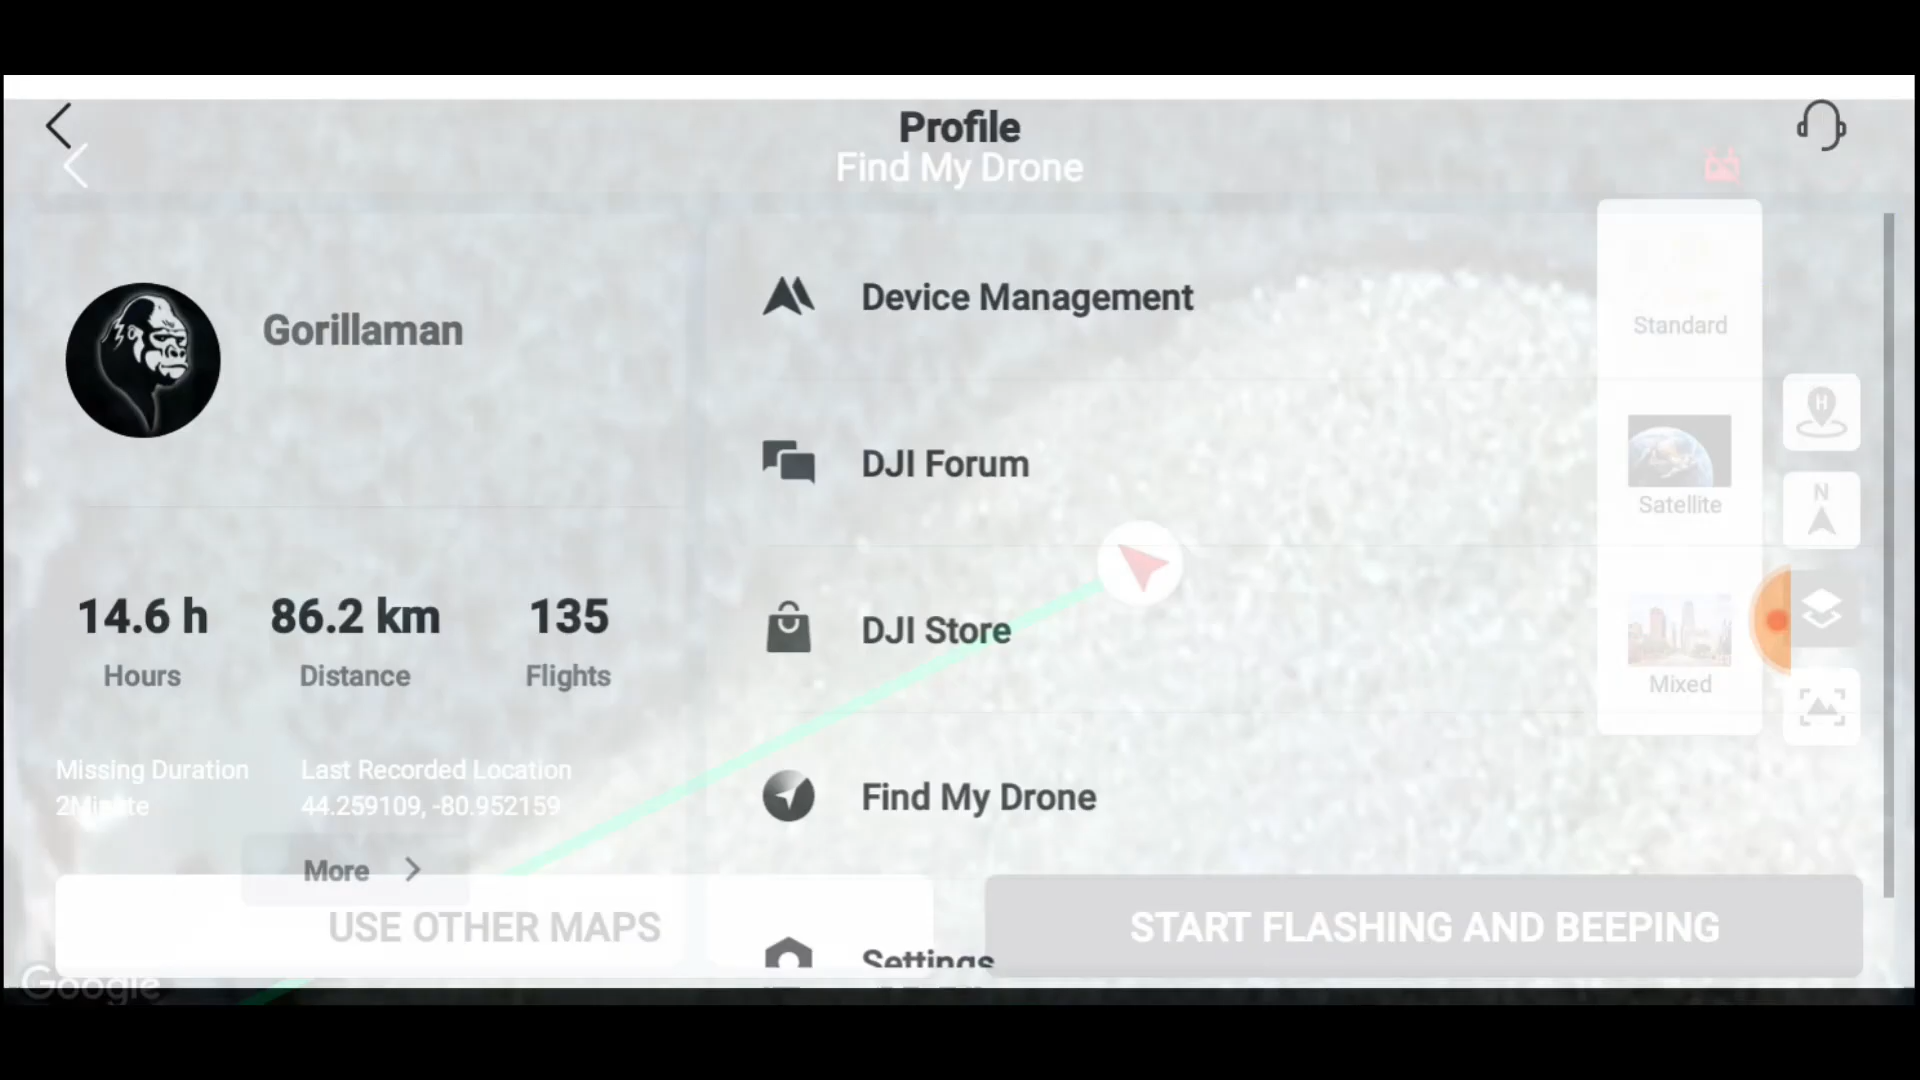 Profile
Find My Drone
Gorillaman
14.6 h
86.2 km
135
Hours
Distance
Flights
Missing Duration
Last Recorded Location
44.259109, -80.952159
More
USE OTHER MAPS
Google
Device Management
DJI Forum
DJI Store
Find My Drone
Settings
START FLASHING AND BEEPING
Standard
Satellite
Mixed
H
N